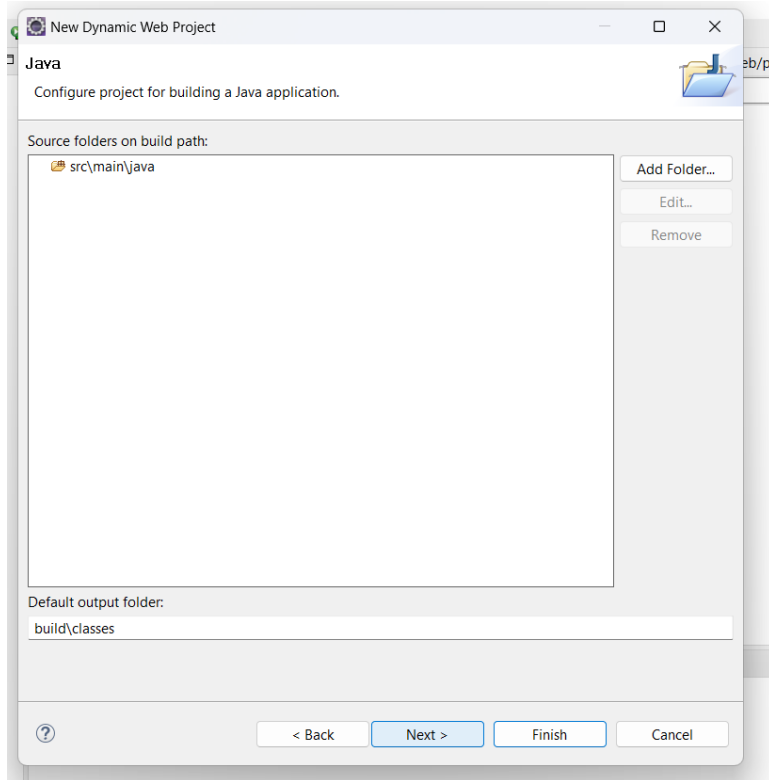 New Dynamic Web Project
Java
eb/p
Configure project for building a Java application.
Source folders on build path:
src\main\java
Add Folder...
Edit...
Remove
Default output folder:
build\classes
< Back
Next >
Finish
Cancel